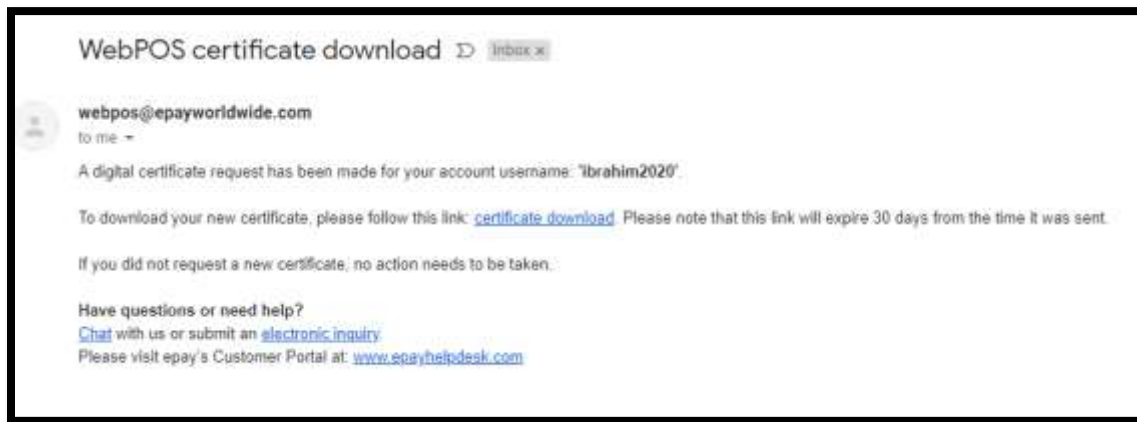 WebPOS certificate download Inbox x
webpos@epayworldwide.com
to me
A digital certificate request has been made for your account username: 'ibrahim2020'.
To download your new certificate, please follow this link: certificate download. Please note that this link will expire 30 days from the time it was sent.
If you did not request a new certificate, no action needs to be taken.
Have questions or need help?
Chat with us or submit an electronic inquiry.
Please visit epay's Customer Portal at: www.epayhelpdesk.com